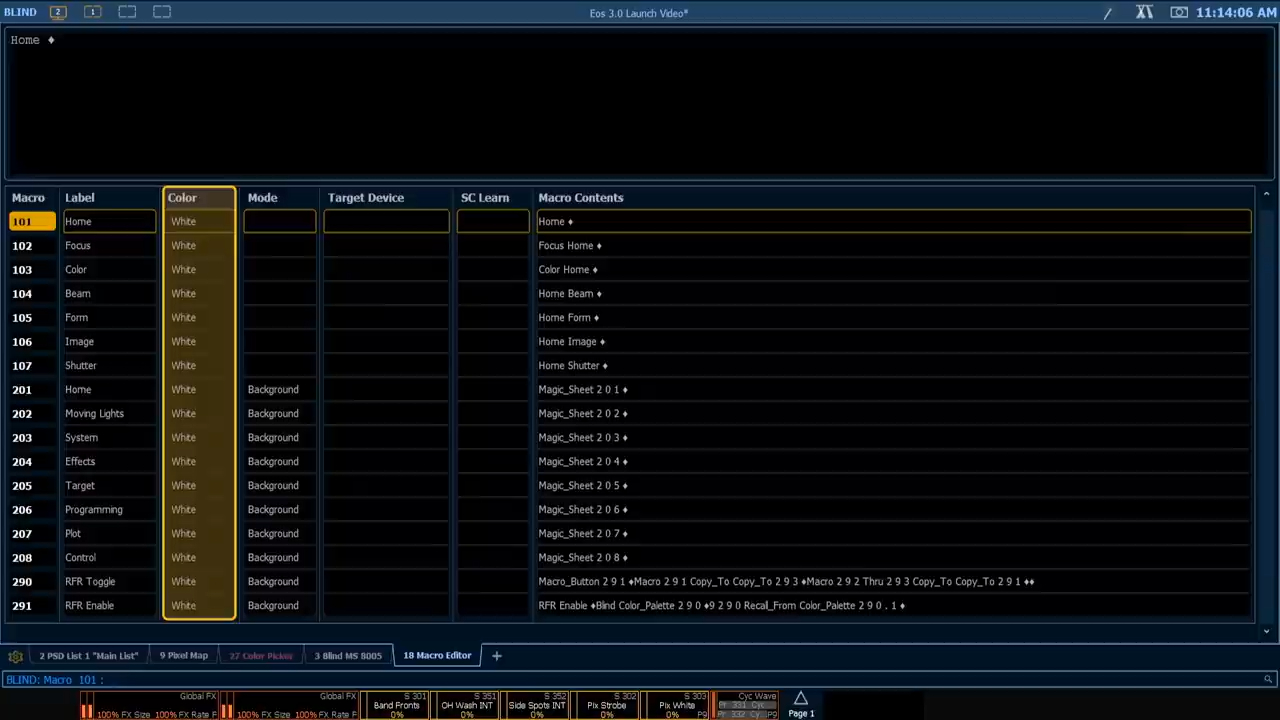 BLIND 2 1 Eos 3.0 Launch Video* 11:14:06 AM
Home ♦
Macro Label Color Mode Target Device SC Learn Macro Contents
101 Home White Home ♦
102 Focus White Focus Home ♦
103 Color White Color Home ♦
104 Beam White Home Beam ♦
105 Form White Home Form ♦
106 Image White Home Image ♦
107 Shutter White Home Shutter ♦
201 Home White Background Magic_Sheet 2 0 1 ♦
202 Moving Lights White Background Magic_Sheet 2 0 2 ♦
203 System White Background Magic_Sheet 2 0 3 ♦
204 Effects White Background Magic_Sheet 2 0 4 ♦
205 Target White Background Magic_Sheet 2 0 5 ♦
206 Programming White Background Magic_Sheet 2 0 6 ♦
207 Plot White Background Magic_Sheet 2 0 7 ♦
208 Control White Background Magic_Sheet 2 0 8 ♦
290 RFR Toggle White Background Macro_Button 2 9 1 ♦Macro 2 9 1 Copy_To Copy_To 2 9 3 ♦Macro 2 9 2 Thru 2 9 3 Copy_To Copy_To 2 9 1 ♦♦
291 RFR Enable White Background RFR Enable ♦Blind Color_Palette 2 9 0 ♦9 2 9 0 Recal_From Color_Palette 2 9 0 . 1 ♦
2 PSD List 1 "Main List" 9 Pixel Map 27 Color Picker 3 Blind MS 8005 18 Macro Editor +
BLIND: Macro 101 :
Global FX Global FX S 301 S 351 S 352 S 302 S 303 Cyc Wave
Band Fronts OH Wash INT Side Spots INT Pix Strobe Pix White Pr 331 Cyc
100% FX Size 100% FX Rate F 100% FX Size 100% FX Rate F 0% 0% 0% 0% 0% P9 Pr 332 Cyc P9 Page 1